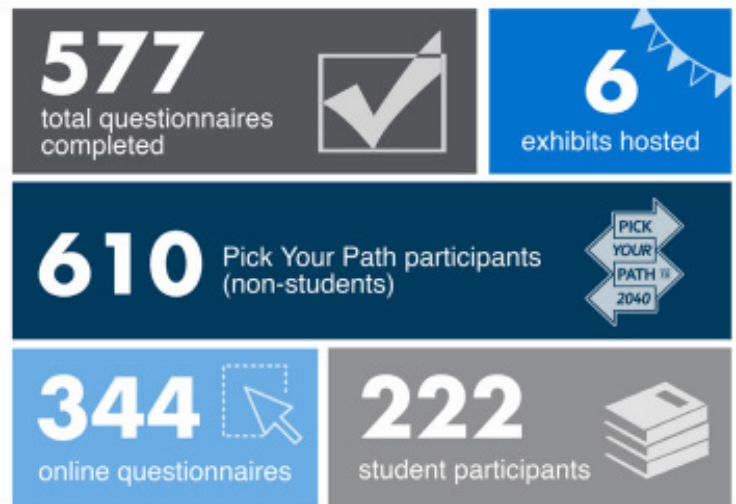 577
total questionnaires
completed
6
exhibits hosted
610
Pick Your Path participants
(non-students)
PICK
YOUR
PATH TO
2040
344
online questionnaires
222
student participants